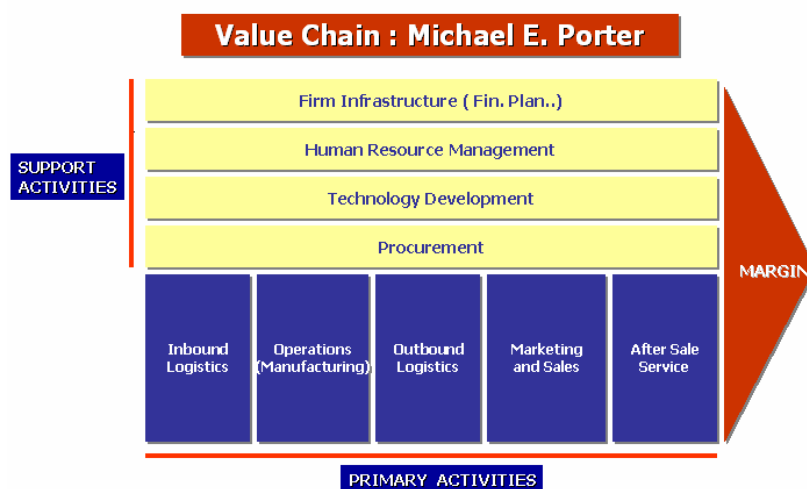 Value Chain : Michael E. Porter
Firm Infrastructure ( Fin. Plan..)
Human Resource Management
SUPPORT
ACTIVITIES
Technology Development
Procurement
MARGIN
Inbound
Logistics
Operations
(Manufacturing)
Outbound
Logistics
Marketing
and Sales
After Sale
Service
PRIMARY ACTIVITIES